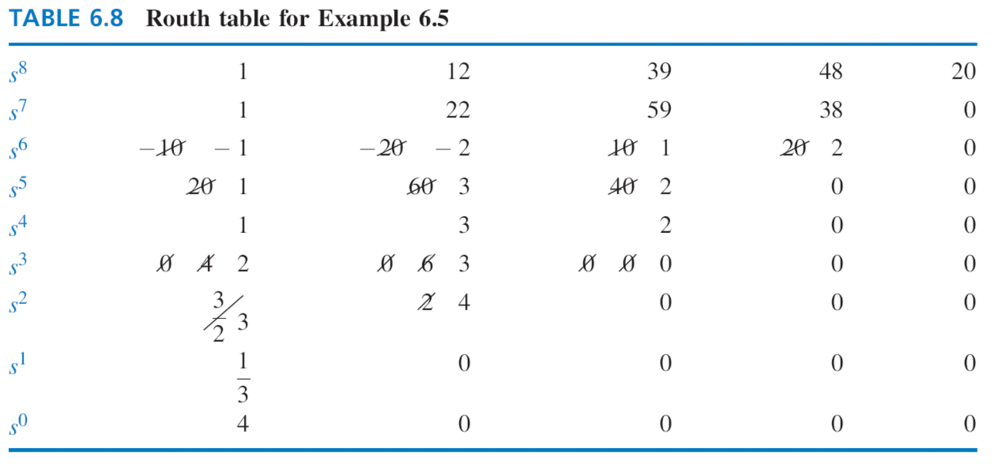 TABLE 6.8 Routh table for Example 6.5
s^8 1 12 39 48 20
s^7 1 22 59 38 0
s^6 −10 −1 −20 −2 10 1 20 2 0
s^5 20 1 60 3 40 2 0 0
s^4 1 3 2 0 0
s^3 0 4 2 0 6 3 0 0 0 0 0
s^2 3/2 3 2 4 0 0 0
s^1 1/3 0 0 0 0
s^0 4 0 0 0 0